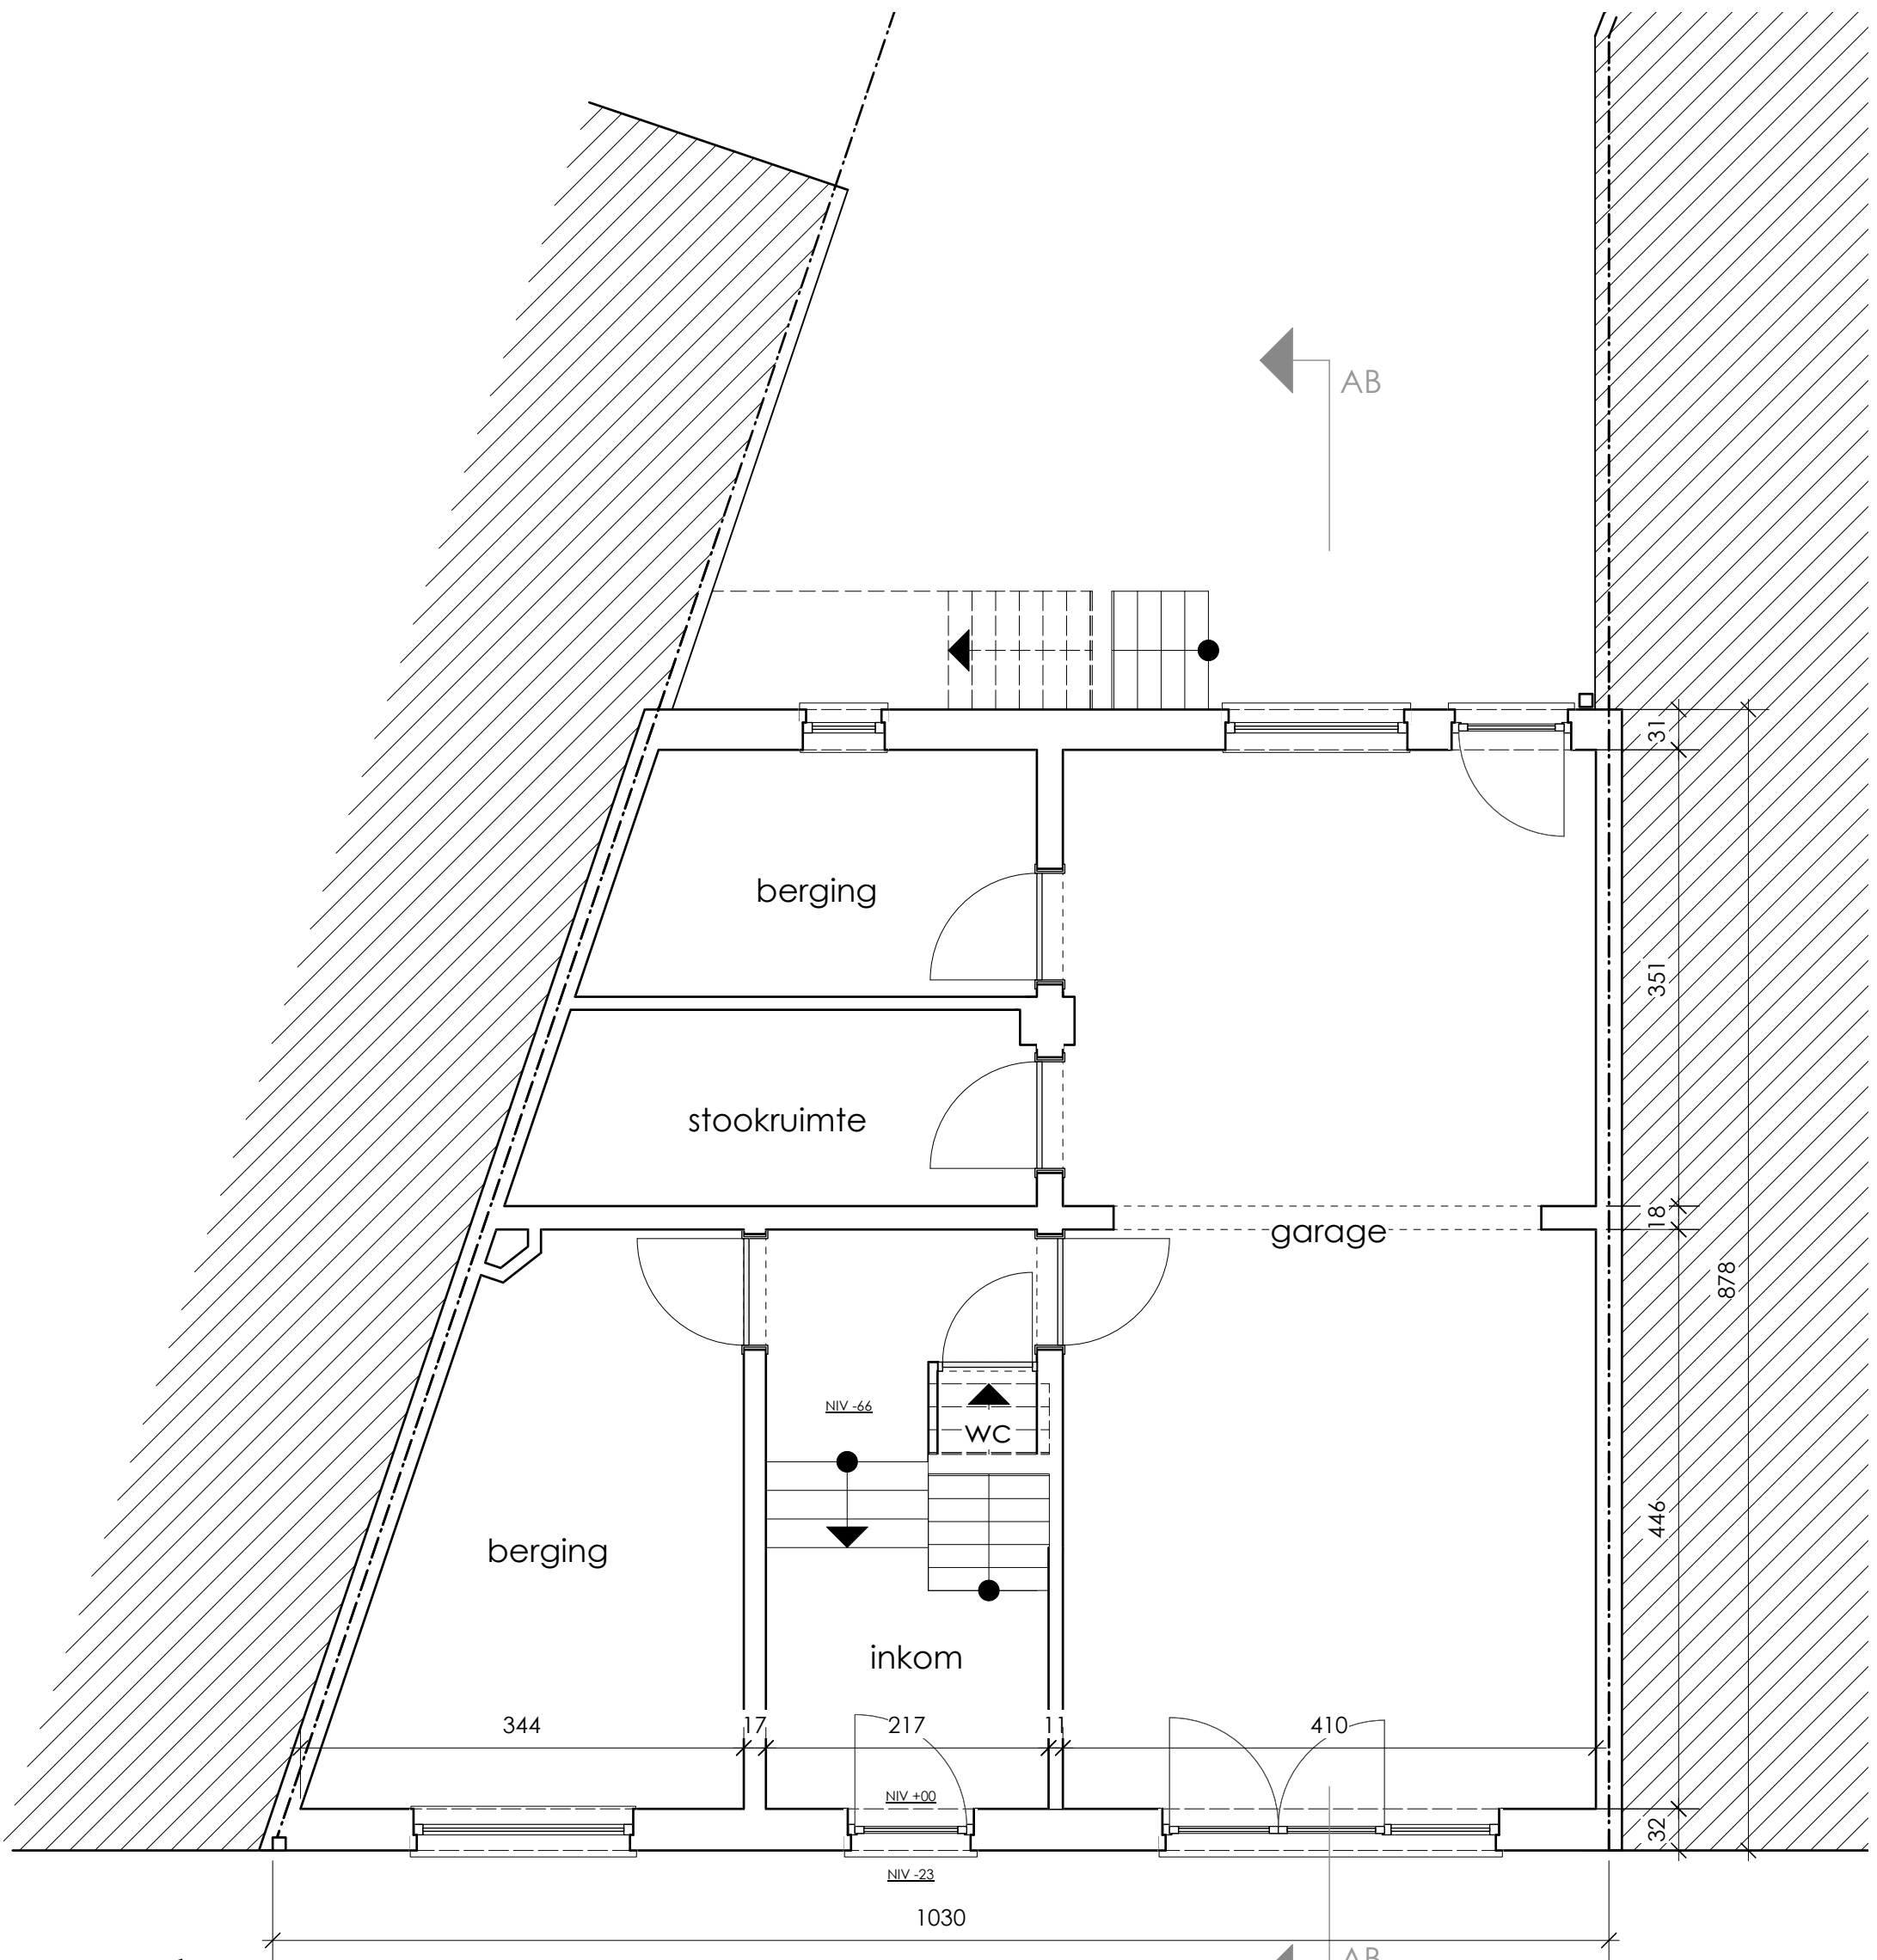 AB
31
berging
351
stookruimte
18
garage
878
NIV -66
WC
446
berging
inkom
344
17
217
11
410
NIV +00
32
NIV -23
1030
AB